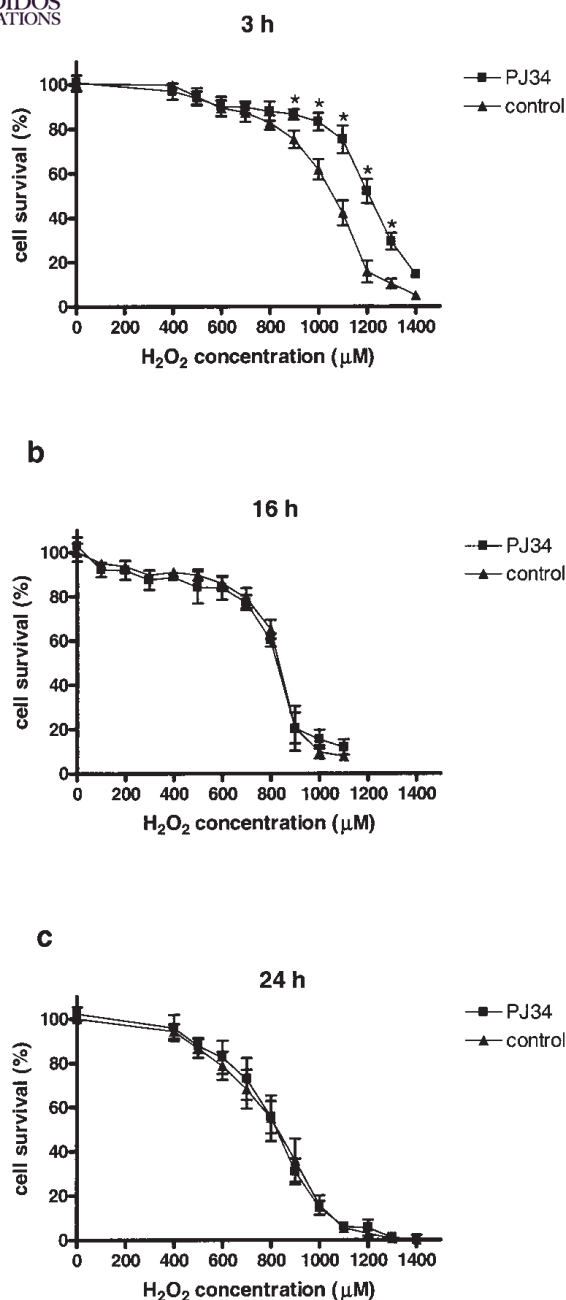 ATIONS
3 h
100
80
60
40
20
0
cell survival (%)
* * * * *
0 200 400 600 800 1000 1200 1400
H₂O₂ concentration (µM)
PJ34
control
b
16 h
100
80
60
40
20
0
cell survival (%)
0 200 400 600 800 1000 1200 1400
H₂O₂ concentration (µM)
PJ34
control
c
24 h
100
80
60
40
20
0
cell survival (%)
0 200 400 600 800 1000 1200 1400
H₂O₂ concentration (µM)
PJ34
control